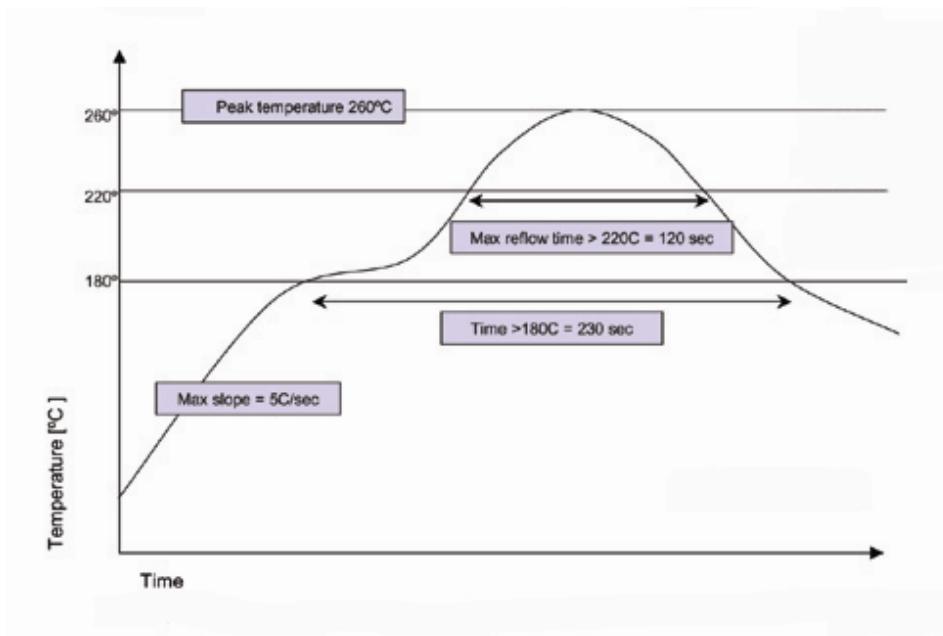 Peak temperature 260ºC
260º
220º
Max reflow time > 220C = 120 sec
180º
Time >180C = 230 sec
Max slope = 5C/sec
Temperature [ºC ]
Time